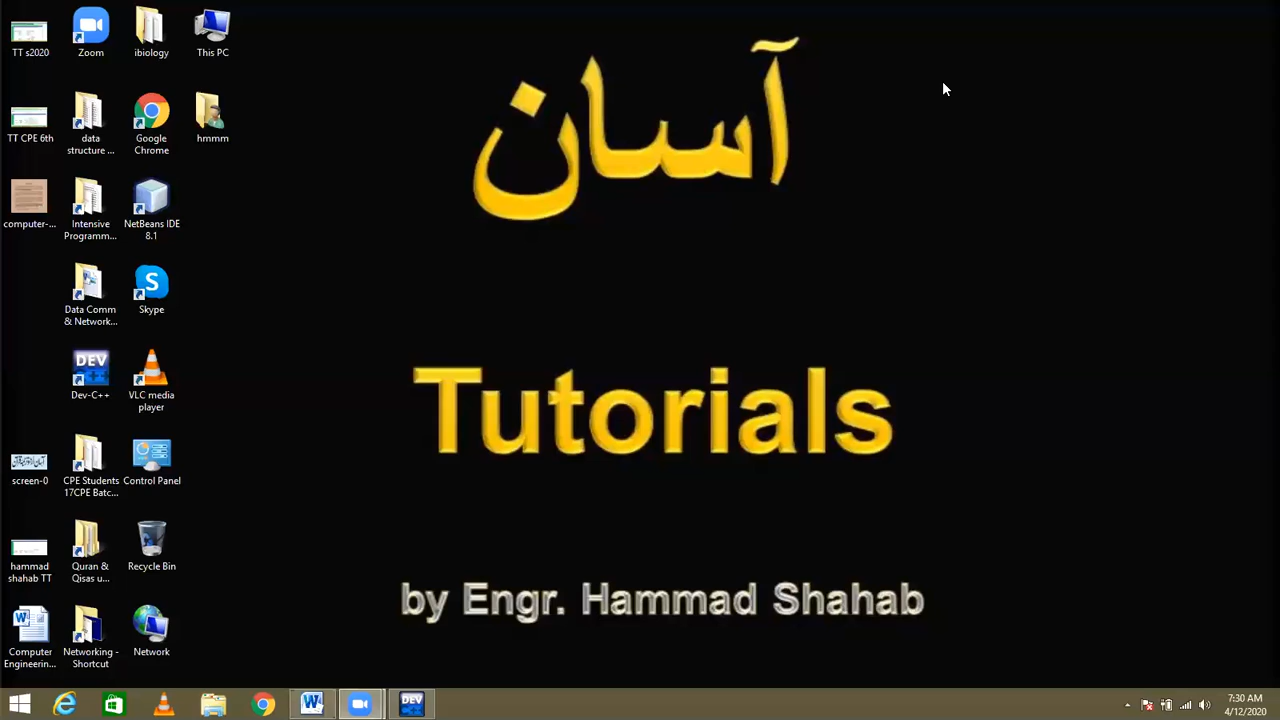 TT s2020
Zoom
ibiology
This PC
TT CPE 6th
data
structure ...
Google
Chrome
hmmm
computer-...
Intensive
Programm...
NetBeans IDE
8.1
Data Comm
& Network...
Skype
DEV
Dev-C++
VLC media
player
screen-0
CPE Students
17CPE Batc...
Control Panel
hammad
shahab TT
Quran &
Qisas u...
Recycle Bin
Computer
Engineerin...
Networking -
Shortcut
Network
آسان
Tutorials
by Engr. Hammad Shahab
DEV
7:30 AM
4/12/2020